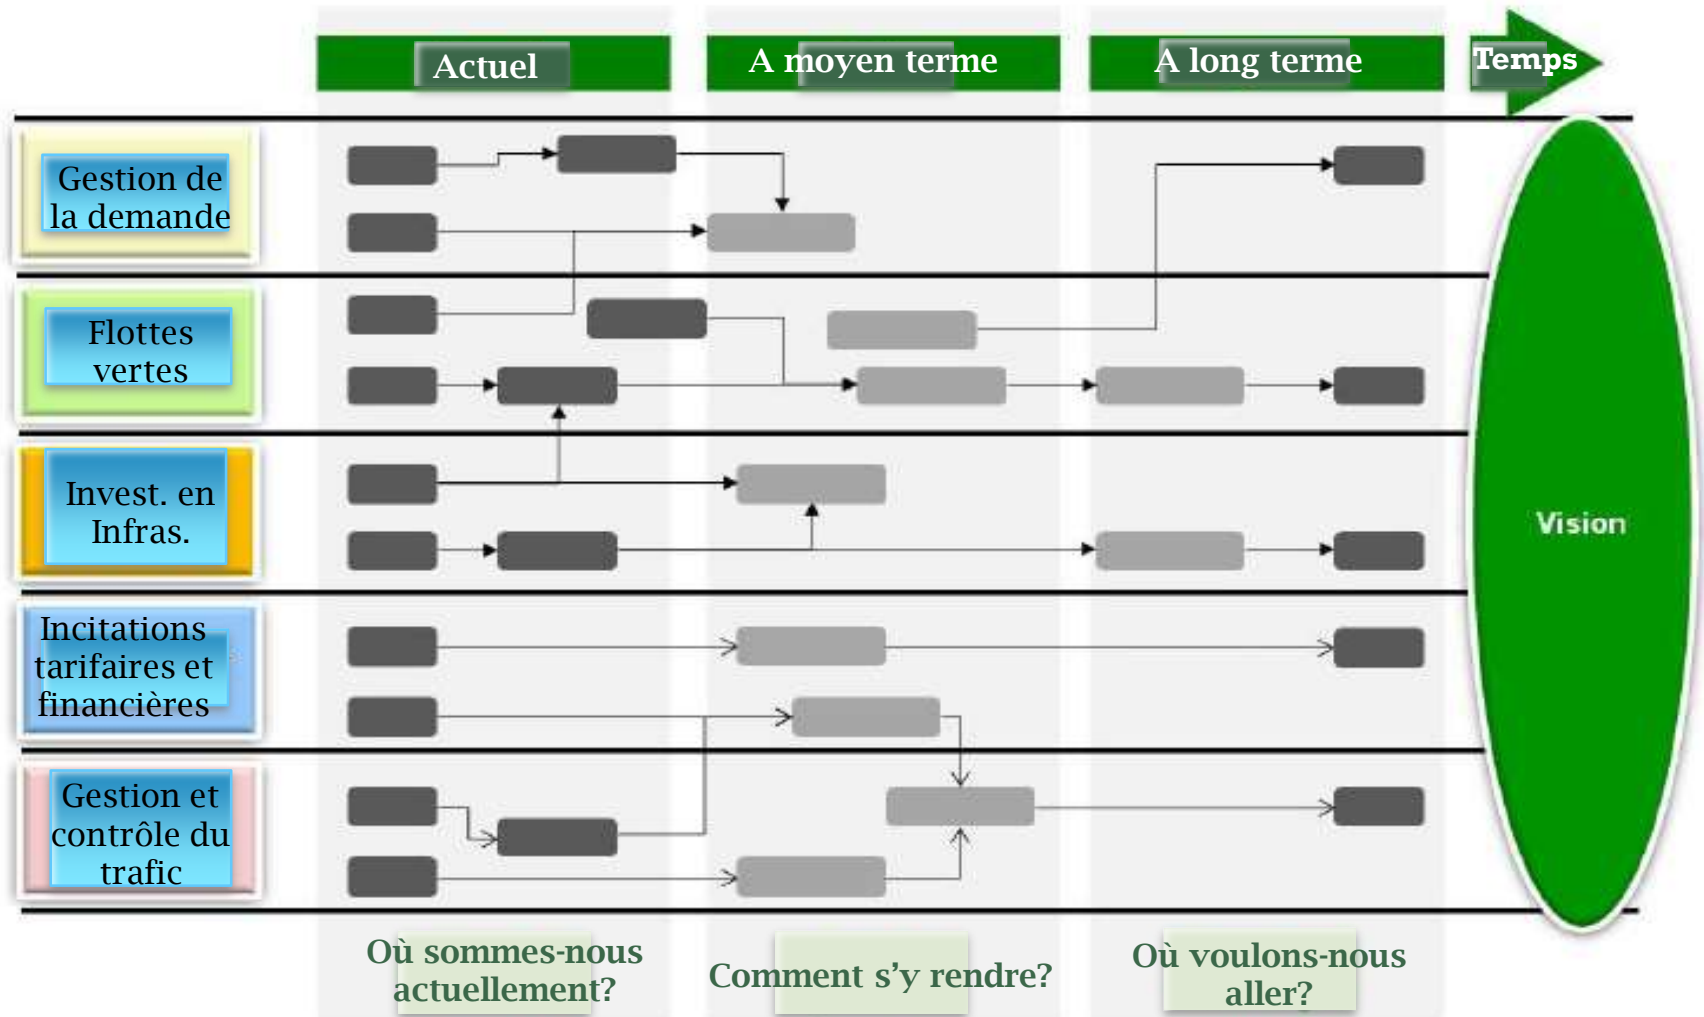 Actuel
A moyen terme
A long terme
Temps
Gestion de
la demande
Flottes
vertes
Invest. en
Infras.
Vision
Incitations
tarifaires et
financières
Gestion et
contrôle du
trafic
Où sommes-nous
actuellement?
Comment s'y rendre?
Où voulons-nous
aller?